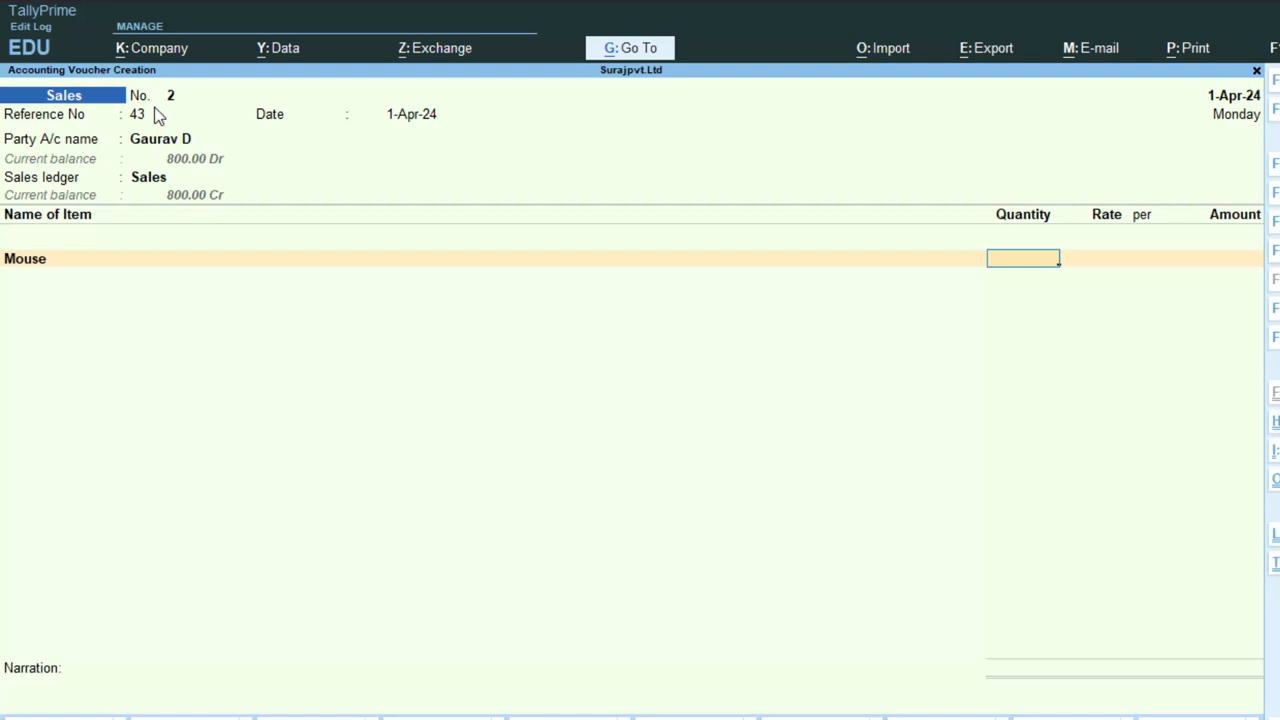 TallyPrime
Edit Log
MANAGE
EDU
K: Company
Y: Data
Z: Exchange
G: Go To
O: Import
E: Export
M: E-mail
P: Print
F
Accounting Voucher Creation
Surajpvt.Ltd
Sales
No. 2
1-Apr-24
Reference No : 43
Date : 1-Apr-24
Monday
Party A/c name : Gaurav D
Current balance : 800.00 Dr
Sales ledger : Sales
Current balance : 800.00 Cr
Name of Item
Quantity
Rate per
Amount
Mouse
Narration:
F
F
F
F
F
F
F
F
F
H
I:
O
L
T